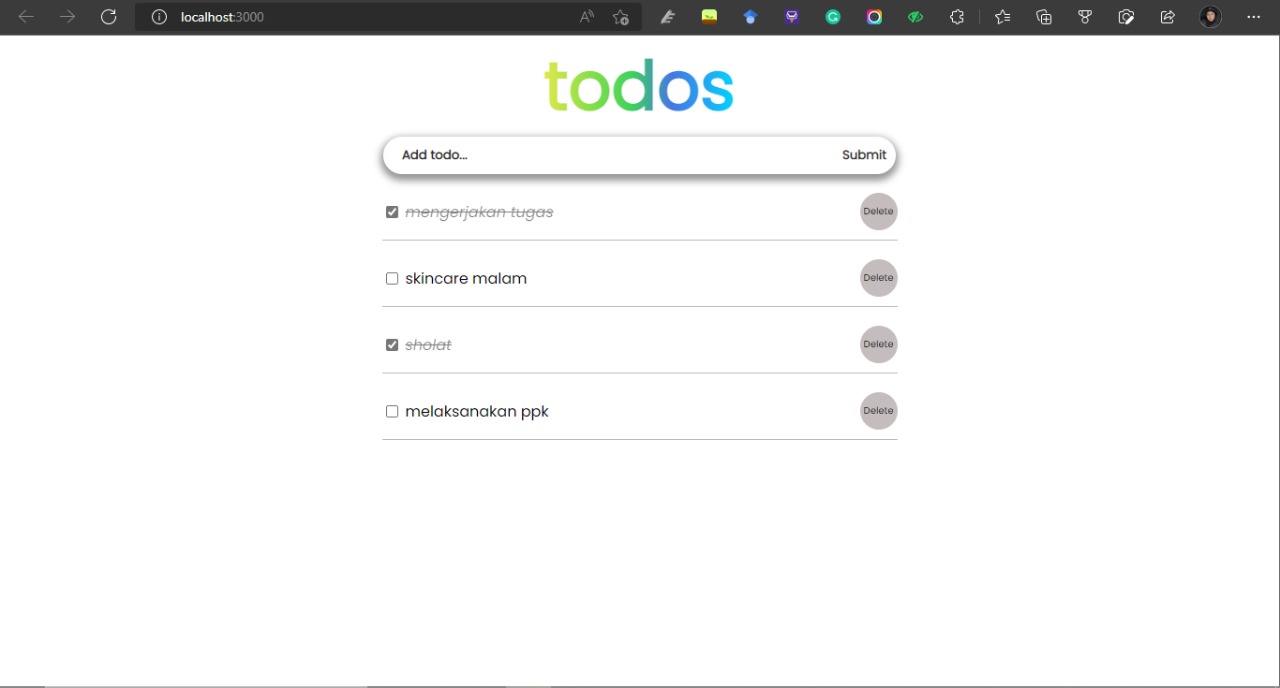 localhost:3000
todos
Add todo... Submit
mengerjakan tugas Delete
skincare malam Delete
sholat Delete
melaksanakan ppk Delete